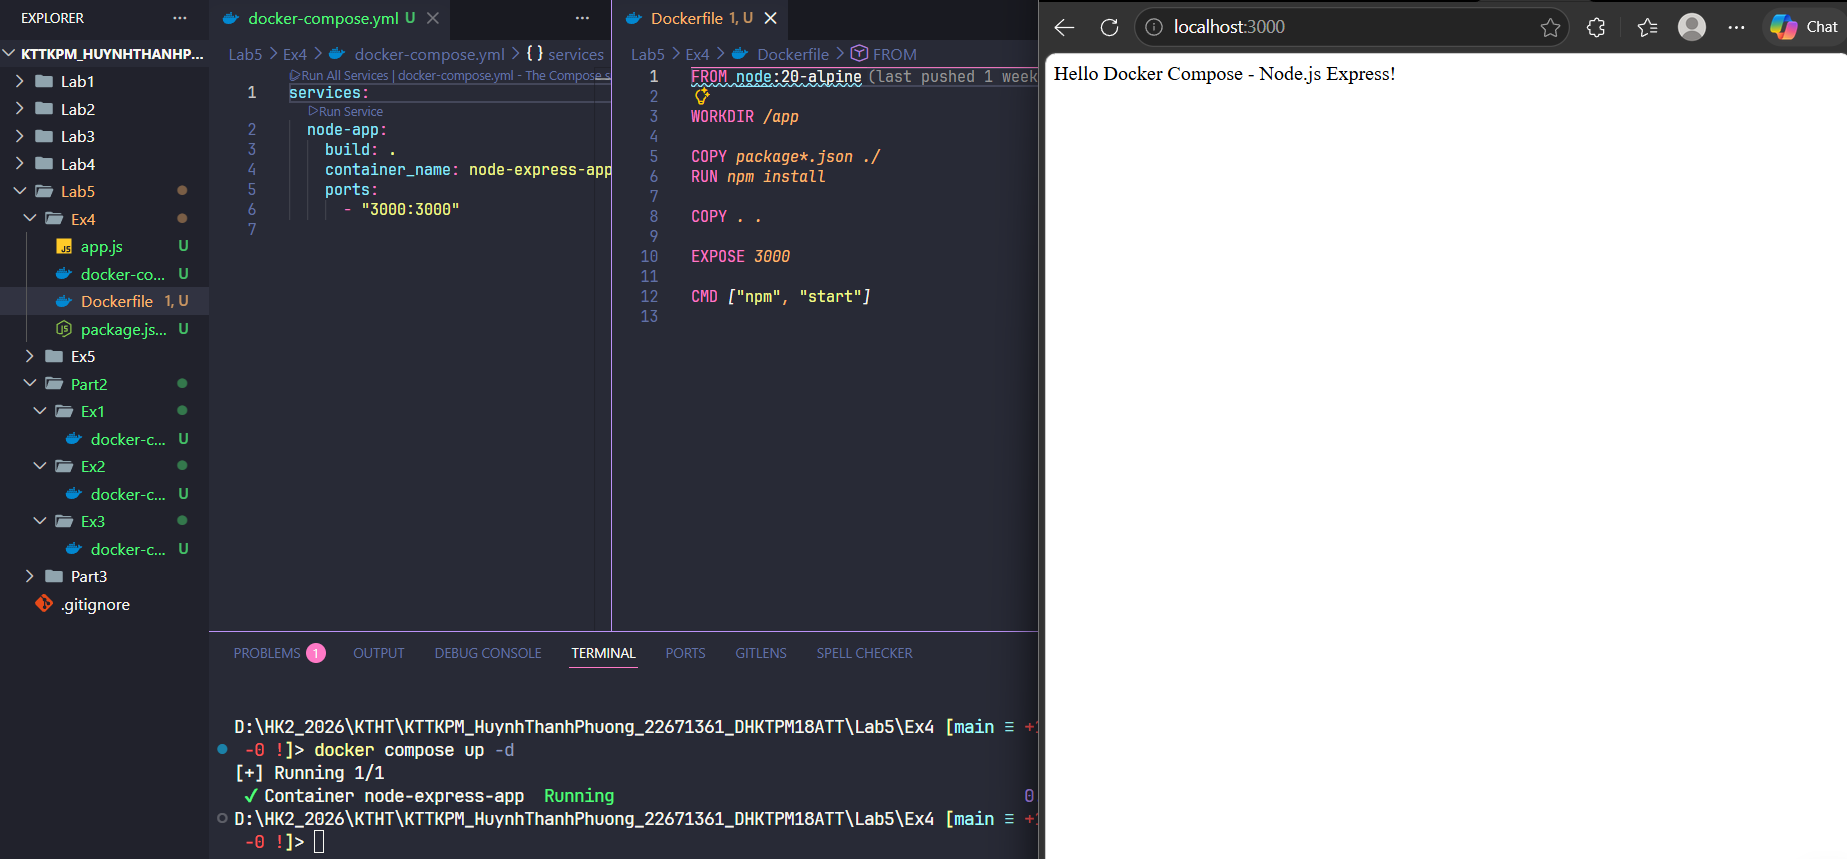 EXPLORER
KTTKPM_HUYNHTHANHP...
Lab1
Lab2
Lab3
Lab4
Lab5
Ex4
app.js U
docker-co... U
Dockerfile 1, U
package.js... U
Ex5
Part2
Ex1
docker-c... U
Ex2
docker-c... U
Ex3
docker-c... U
Part3
.gitignore
docker-compose.yml U
Lab5 > Ex4 > docker-compose.yml > { } services
Run All Services | docker-compose.yml - The Compose s
1 services:
Run Service
2 node-app:
3 build: .
4 container_name: node-express-app
5 ports:
6 - "3000:3000"
7
Dockerfile 1, U
Lab5 > Ex4 > Dockerfile > FROM
1 FROM node:20-alpine (last pushed 1 week
2
3 WORKDIR /app
4
5 COPY package*.json ./
6 RUN npm install
7
8 COPY . .
9
10 EXPOSE 3000
11
12 CMD ["npm", "start"]
13
PROBLEMS 1 OUTPUT DEBUG CONSOLE TERMINAL PORTS GITLENS SPELL CHECKER
D:\HK2_2026\KTHT\KTTKPM_HuynhThanhPhuong_22671361_DHKTPM18ATT\Lab5\Ex4 [main ≡ +1
-0 !]> docker compose up -d
[+] Running 1/1
✓ Container node-express-app Running 0
D:\HK2_2026\KTHT\KTTKPM_HuynhThanhPhuong_22671361_DHKTPM18ATT\Lab5\Ex4 [main ≡ +1
-0 !]>
localhost:3000
Chat
Hello Docker Compose - Node.js Express!